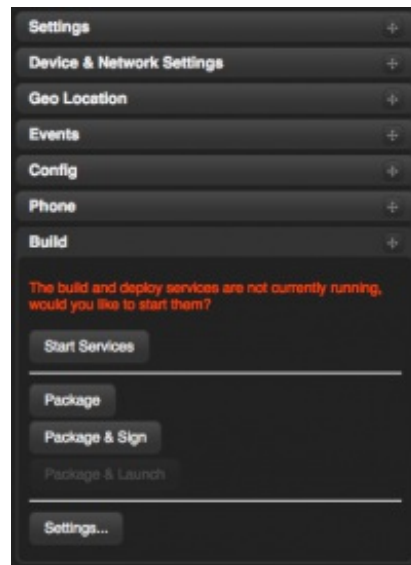 Settings
Device & Network Settings
Geo Location
Events
Config
Phone
Build
The build and deploy services are not currently running,
would you like to start them?
Start Services
Package
Package & Sign
Package & Launch
Settings...